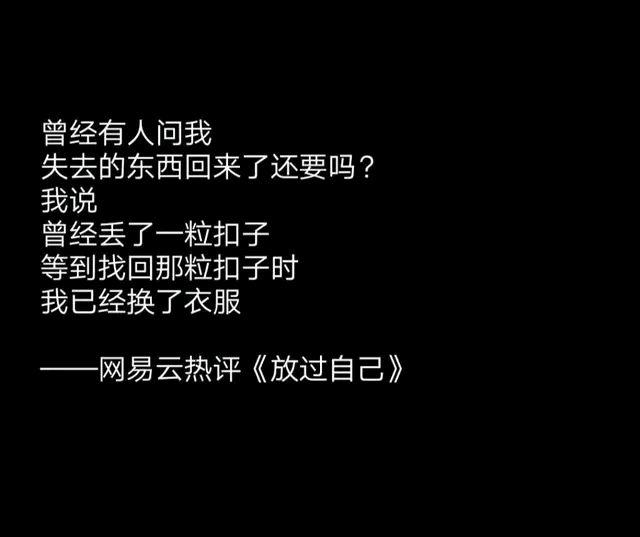 曾经有人问我
失去的东西回来了还要吗?
我说
曾经丢了一粒扣子
等到找回那粒扣子时
我已经换了衣服
——网易云热评《放过自己》